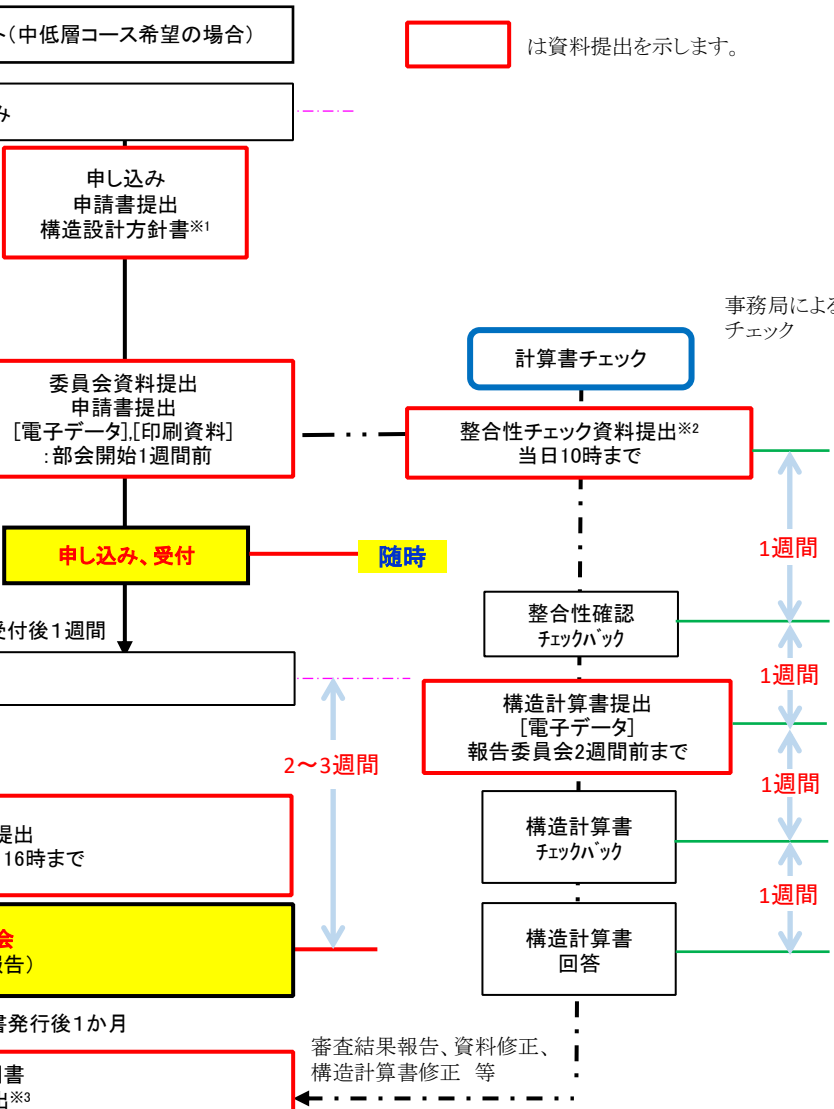 ト(中低層コース希望の場合)
は資料提出を示します。
み
申し込み
申請書提出
構造設計方針書※1
事務局による
チェック
計算書チェック
委員会資料提出
申請書提出
[電子データ],[印刷資料]
:部会開始1週間前
整合性チェック資料提出※2
当日10時まで
1週間
申し込み、受付
随時
整合性確認
チェックバック
受付後1週間
1週間
構造計算書提出
[電子データ]
報告委員会2週間前まで
2～3週間
1週間
提出
16時まで
構造計算書
チェックバック
1週間
会
報告)
構造計算書
回答
書発行後1か月
審査結果報告、資料修正、
構造計算書修正 等
書
出※3